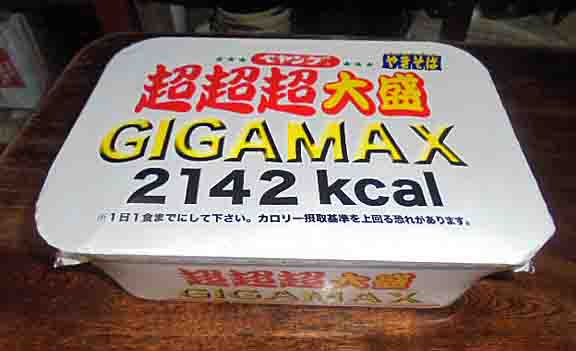 ペヤング やきそば
超超超大盛
GIGAMAX
2142 kcal
※1日1食までにして下さい。カロリー摂取基準を上回る恐れがあります。
超超超大盛
GIGAMAX